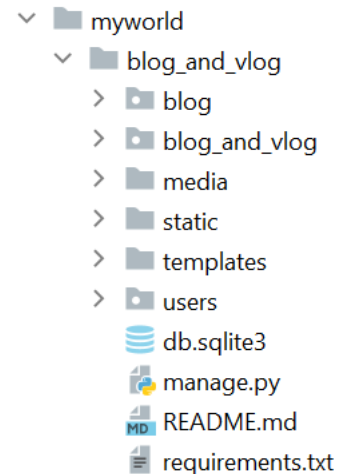 myworld
blog_and_vlog
blog
blog_and_vlog
media
static
templates
users
db.sqlite3
manage.py
MD README.md
requirements.txt